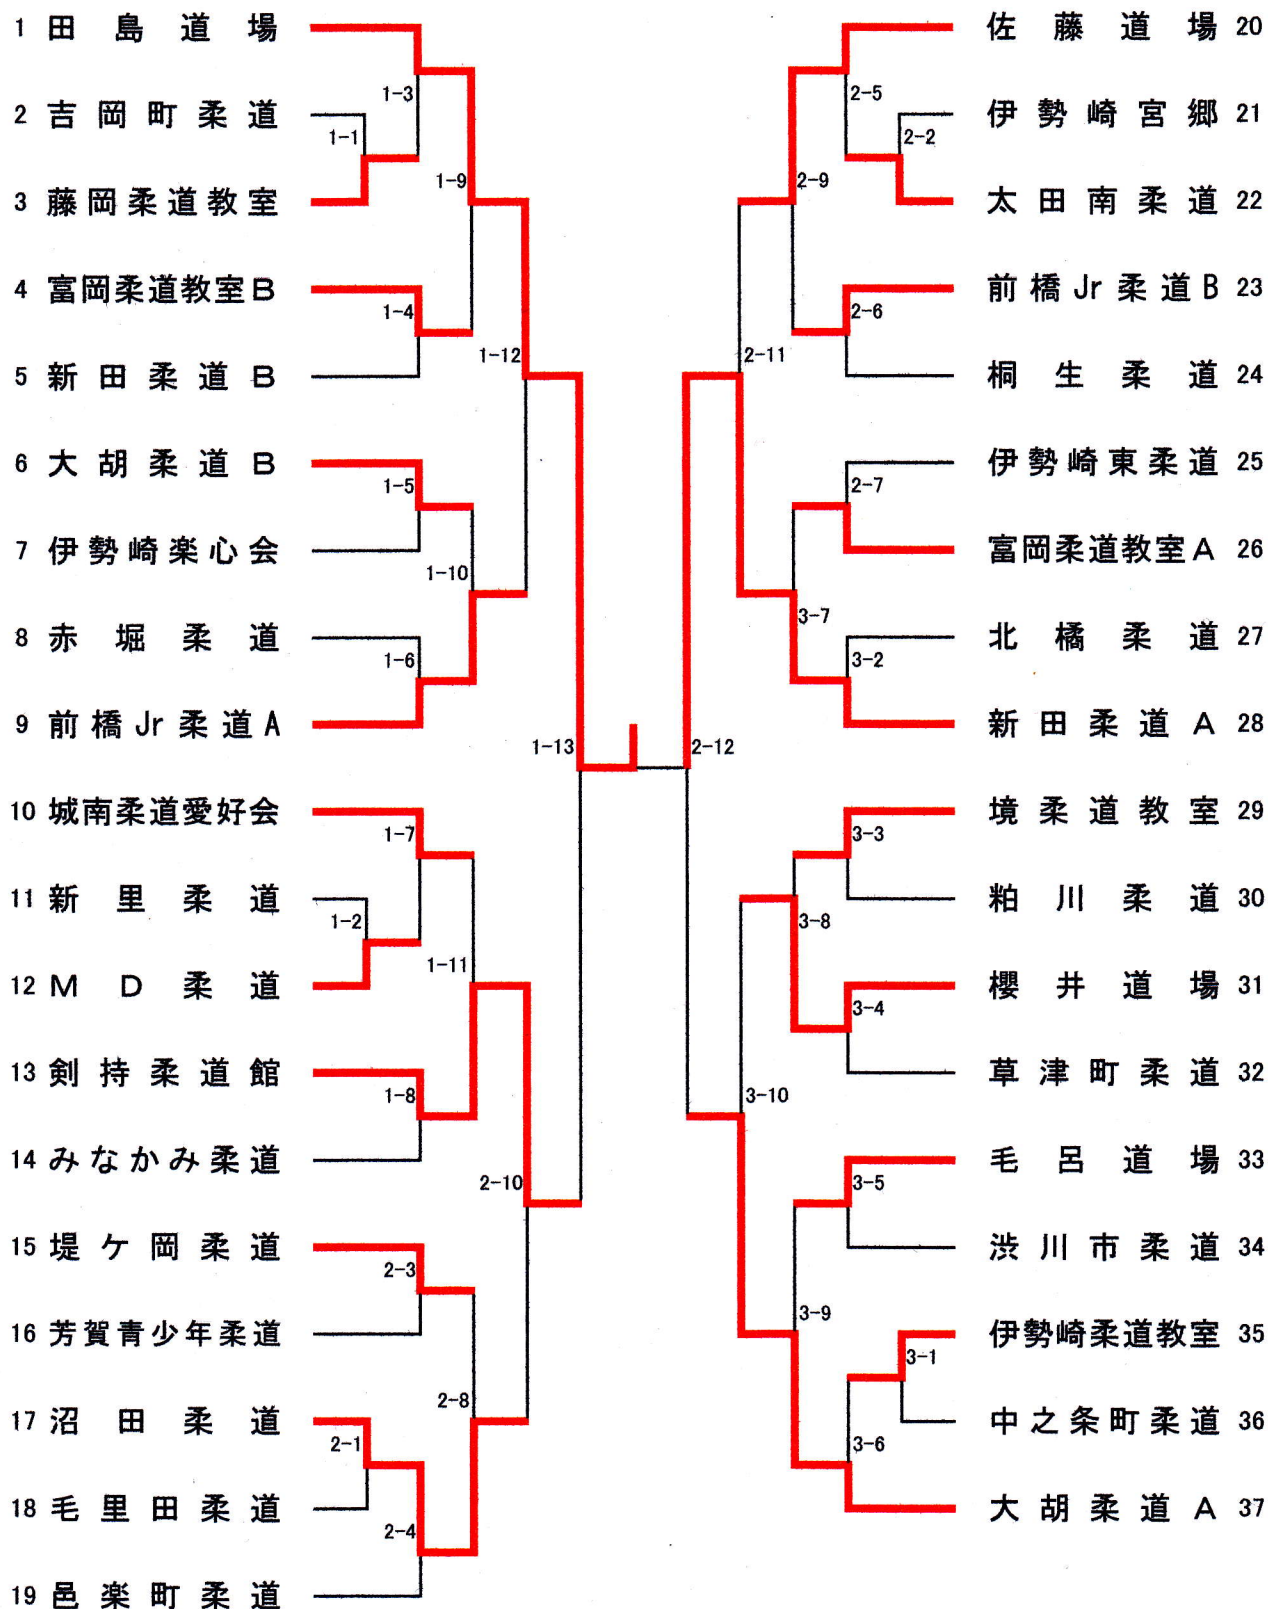 1 田島道場
1-3
2 吉岡町柔道
1-1
3 藤岡柔道教室
1-9
4 富岡柔道教室B
1-4
5 新田柔道B
1-12
6 大胡柔道B
1-5
7 伊勢崎楽心会
1-10
8 赤堀柔道
1-6
9 前橋Jr柔道A
1-13
10 城南柔道愛好会
1-7
11 新里柔道
1-2
12 MD柔道
1-11
13 剣持柔道館
1-8
14 みなかみ柔道
2-10
15 堤ケ岡柔道
2-3
16 芳賀青少年柔道
2-8
17 沼田柔道
2-1
18 毛里田柔道
2-4
19 邑楽町柔道
佐藤道場 20
2-5
伊勢崎宮郷 21
2-2
2-9
太田南柔道 22
前橋Jr柔道B 23
2-6
2-11
桐生柔道 24
伊勢崎東柔道 25
2-7
富岡柔道教室A 26
3-7
北橘柔道 27
3-2
新田柔道A 28
2-12
境柔道教室 29
3-3
粕川柔道 30
3-8
櫻井道場 31
3-4
草津町柔道 32
3-10
毛呂道場 33
3-5
渋川市柔道 34
3-9
伊勢崎柔道教室 35
3-1
中之条町柔道 36
3-6
大胡柔道A 37